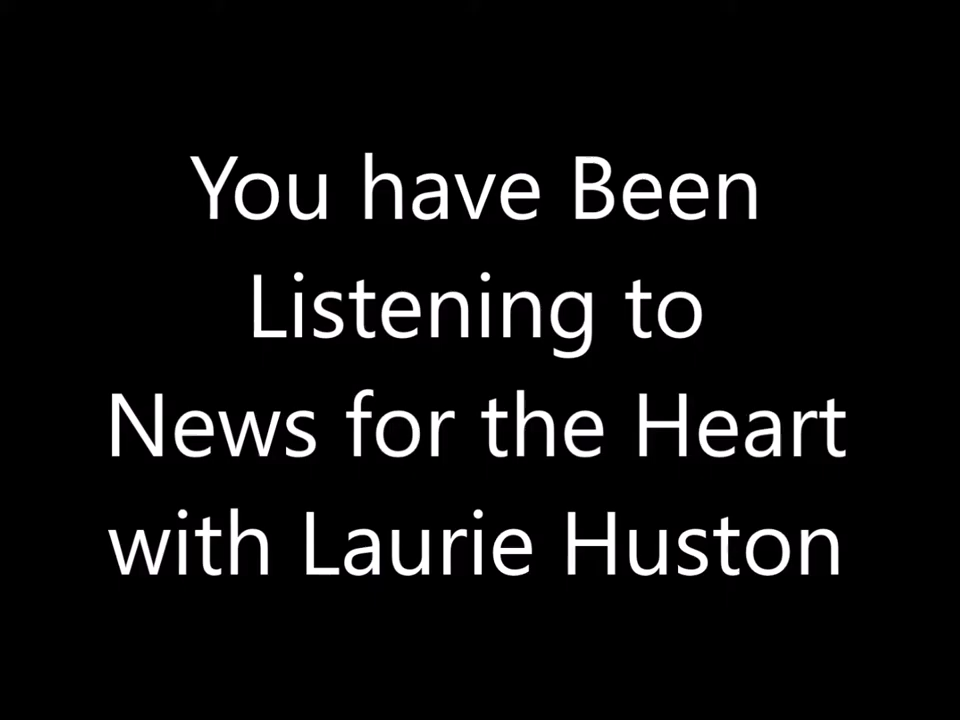 You have Been
Listening to
News for the Heart
with Laurie Huston